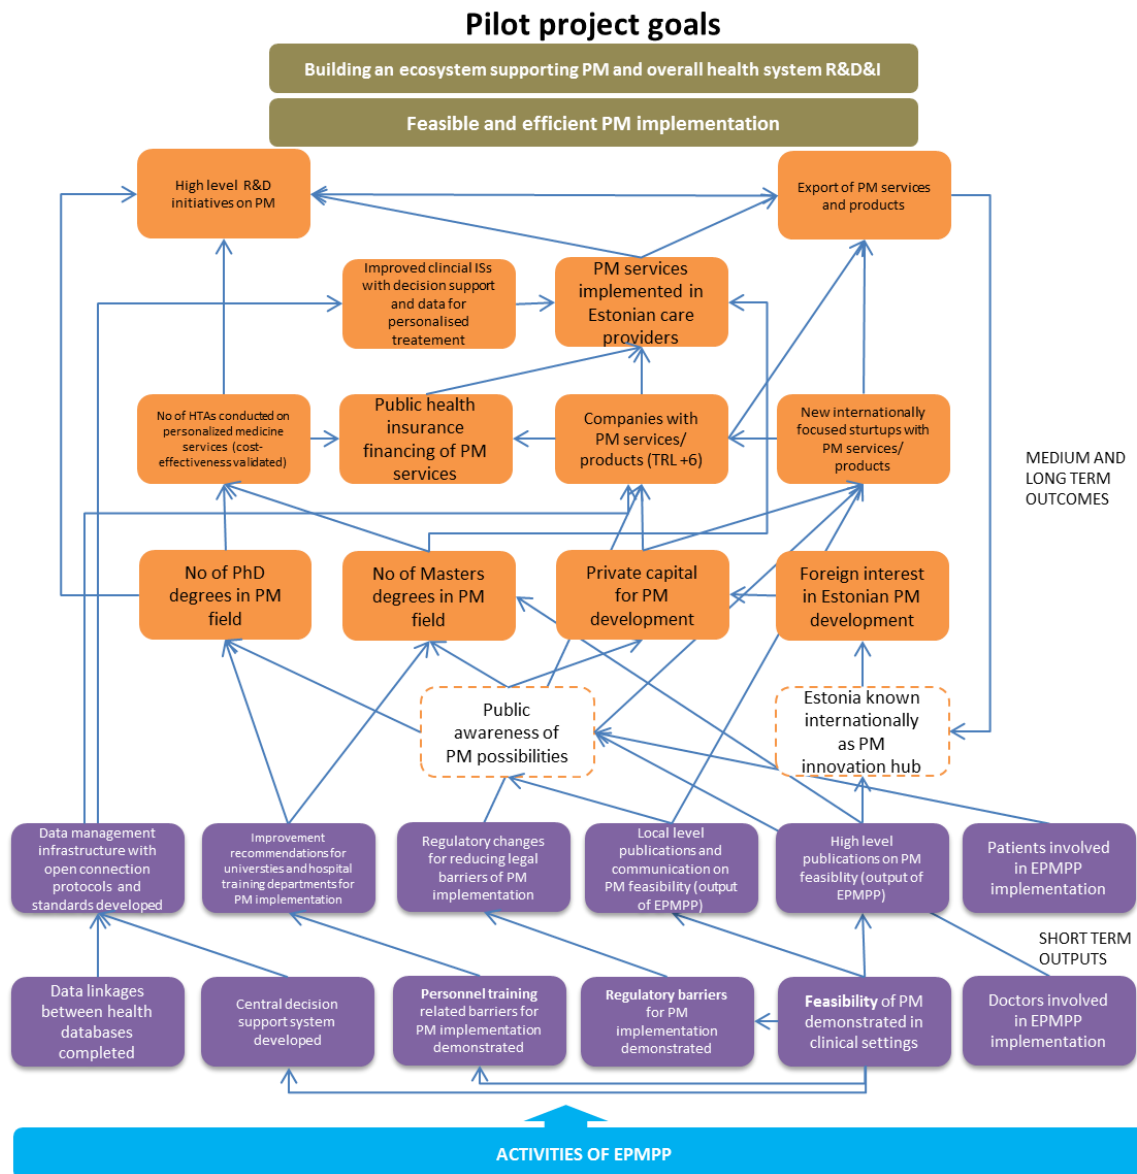 Pilot project goals
Building an ecosystem supporting PM and overall health system R&D&I
Feasible and efficient PM implementation
High level R&D
initiatives on PM
Export of PM services
and products
Improved clincial ISs
with decision support
and data for
personalised
treatement
PM services
implemented in
Estonian care
providers
No of HTAs conducted on
personalized medicine
services (cost-
effectiveness validated)
Public health
insurance
financing of PM
services
Companies with
PM services/
products (TRL +6)
New internationally
focused sturtups with
PM services/
products
MEDIUM AND
LONG TERM
OUTCOMES
No of PhD
degrees in PM
field
No of Masters
degrees in PM
field
Private capital
for PM
development
Foreign interest
in Estonian PM
development
Public
awareness of
PM possibilities
Estonia known
internationally
as PM
innovation hub
Data management
infrastructure with
open connection
protocols and
standards developed
Improvement
recommendations for
universties and hospital
training departments for
PM implementation
Regulatory changes
for reducing legal
barriers of PM
implementation
Local level
publications and
communication on
PM feasibility (output
of EPMPP)
High level
publications on PM
feasiblity (output of
EPMPP)
Patients involved in
EPMPP
implementation
SHORT TERM
OUTPUTS
Data linkages
between health
databases
completed
Central decision
support system
developed
Personnel training
related barriers for
PM implementation
demonstrated
Regulatory barriers
for PM
implementation
demonstrated
Feasibility of PM
demonstrated in
clinical settings
Doctors involved
in EPMPP
implementation
ACTIVITIES OF EPMPP